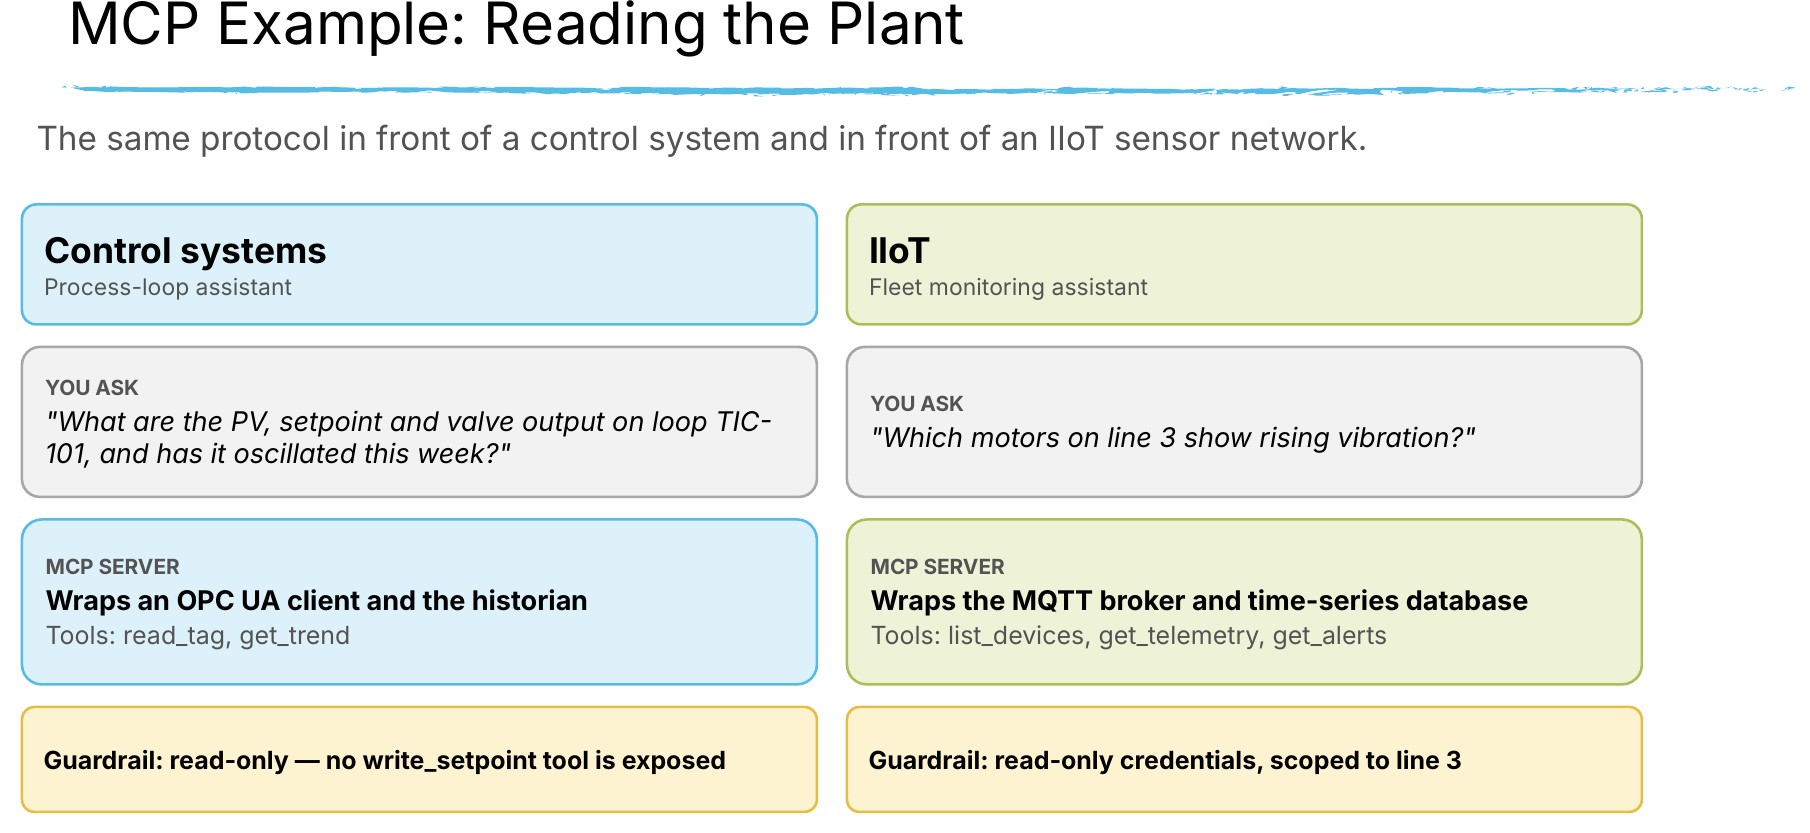 MCP Example: Reading the Plant
The same protocol in front of a control system and in front of an IIoT sensor network.
Control systems
Process-loop assistant
YOU ASK
"What are the PV, setpoint and valve output on loop TIC-
101, and has it oscillated this week?"
MCP SERVER
Wraps an OPC UA client and the historian
Tools: read_tag, get_trend
Guardrail: read-only — no write_setpoint tool is exposed
IIoT
Fleet monitoring assistant
YOU ASK
"Which motors on line 3 show rising vibration?"
MCP SERVER
Wraps the MQTT broker and time-series database
Tools: list_devices, get_telemetry, get_alerts
Guardrail: read-only credentials, scoped to line 3